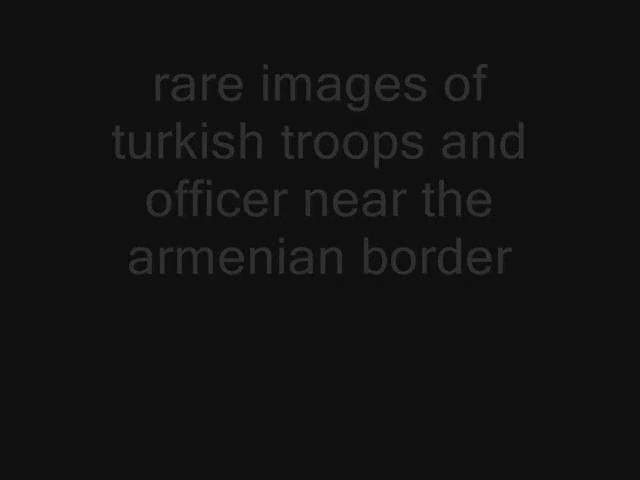 rare images of
turkish troops and
officer near the
armenian border